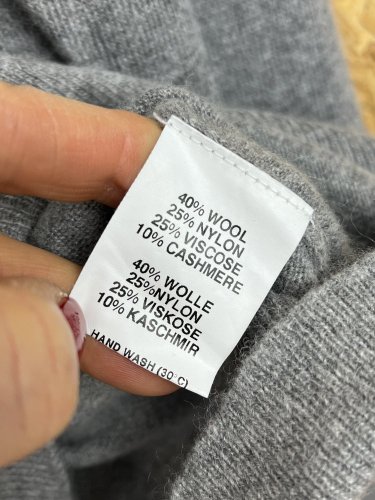 40% WOOL
25% NYLON
25% VISCOSE
10% CASHMERE
40% WOLLE
25%NYLON
25% VISKOSE
10% KASCHMIR
HAND WASH (30°C)